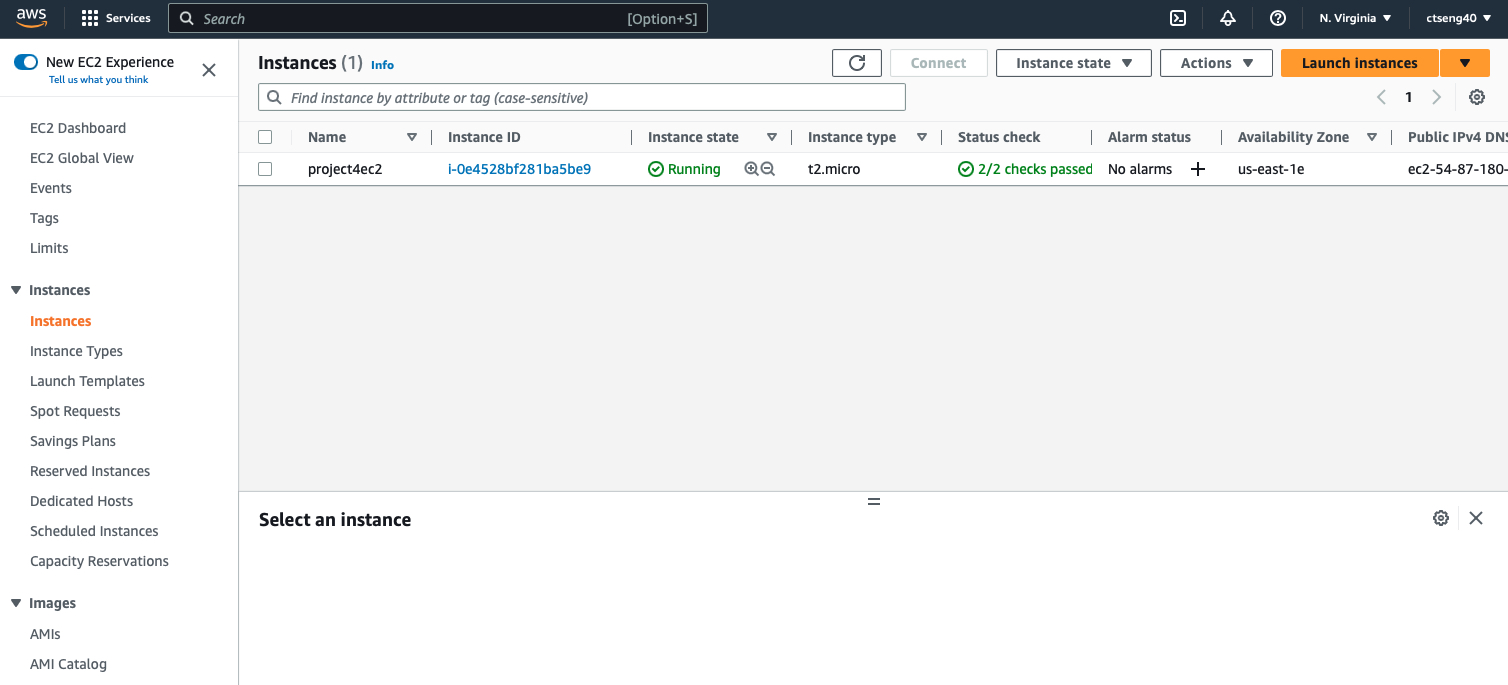 aws
Services
Search
[Option+S]
N. Virginia
ctseng40
New EC2 Experience
Tell us what you think
EC2 Dashboard
EC2 Global View
Events
Tags
Limits
Instances
Instances
Instance Types
Launch Templates
Spot Requests
Savings Plans
Reserved Instances
Dedicated Hosts
Scheduled Instances
Capacity Reservations
Images
AMIs
AMI Catalog
Instances (1) Info
Connect
Instance state
Actions
Launch instances
Find instance by attribute or tag (case-sensitive)
1
Name Instance ID Instance state Instance type Status check Alarm status Availability Zone Public IPv4 DNS
project4ec2 i-0e4528bf281ba5be9 Running t2.micro 2/2 checks passed No alarms + us-east-1e ec2-54-87-180-
Select an instance